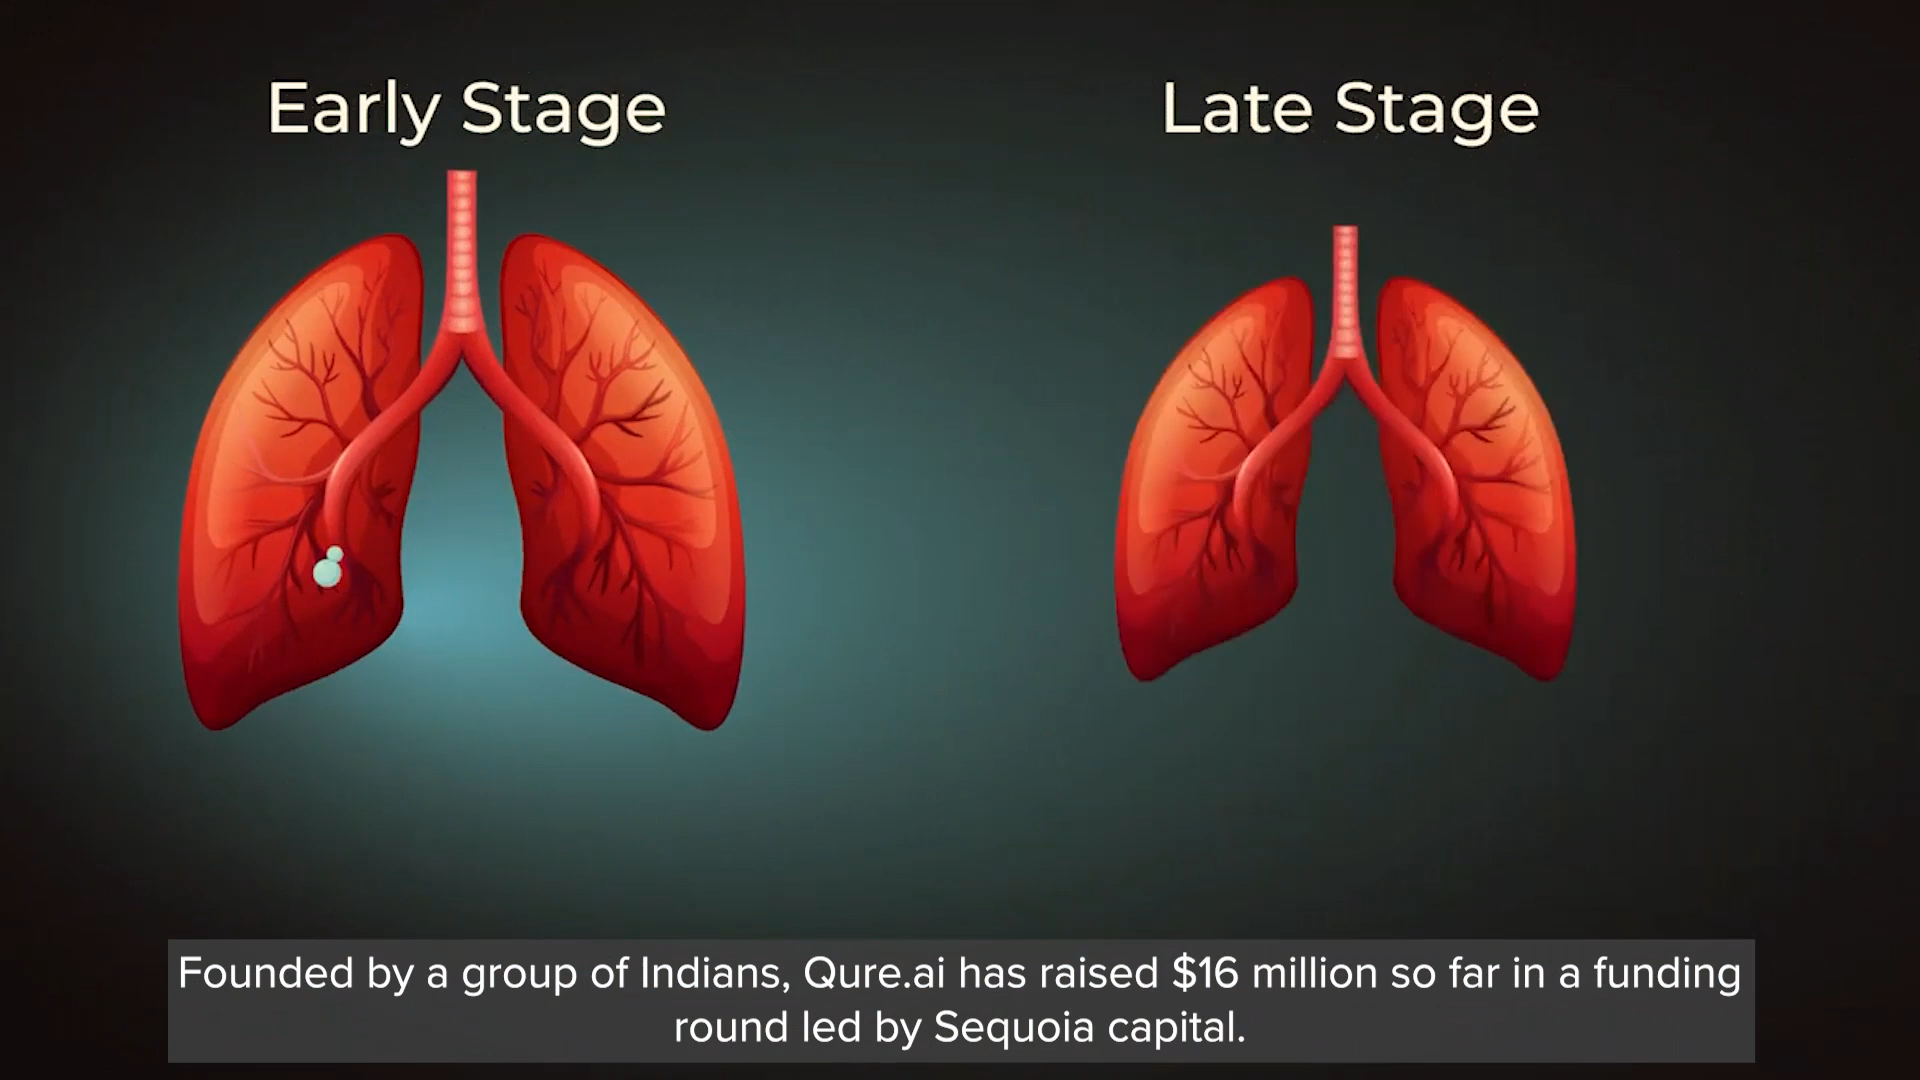 Early Stage
Late Stage
Founded by a group of Indians, Qure.ai has raised $16 million so far in a funding
round led by Sequoia capital.